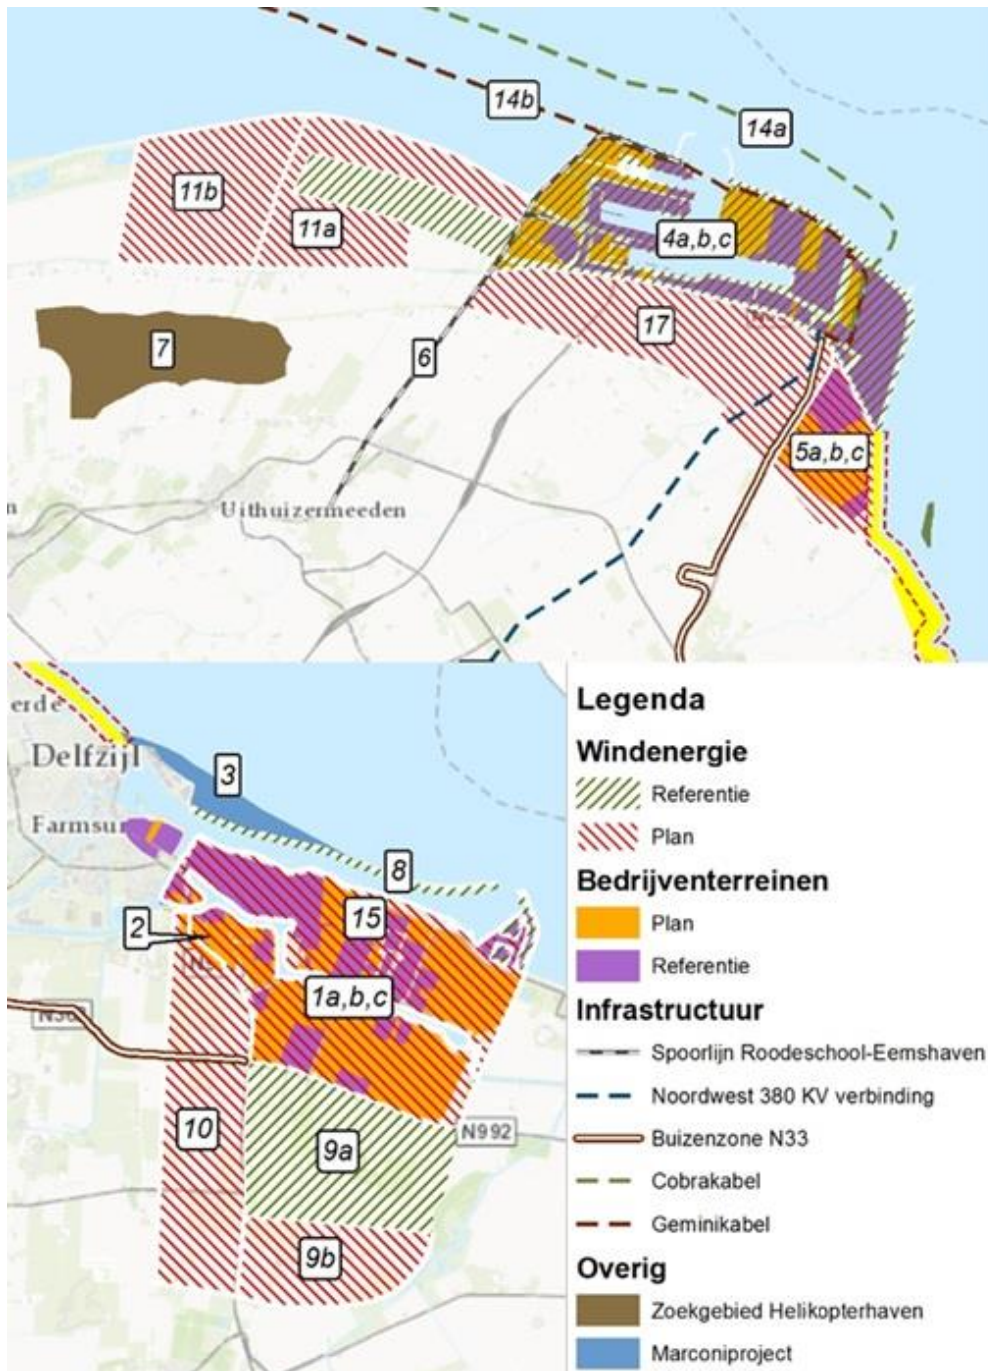 14b
14a
11b
11a
4a,b,c
17
7
6
5a,b,c
Uithuizermeeden
n
erde
Delfzijl
3
Farmsu
8
2
15
1a,b,c
10
N992
9a
9b
Legenda
Windenergie
Referentie
Plan
Bedrijventerreinen
Plan
Referentie
Infrastructuur
Spoorlijn Roodeschool-Eemshaven
Noordwest 380 KV verbinding
Buizenzone N33
Cobrakabel
Geminikabel
Overig
Zoekgebied Helikopterhaven
Marconiproject